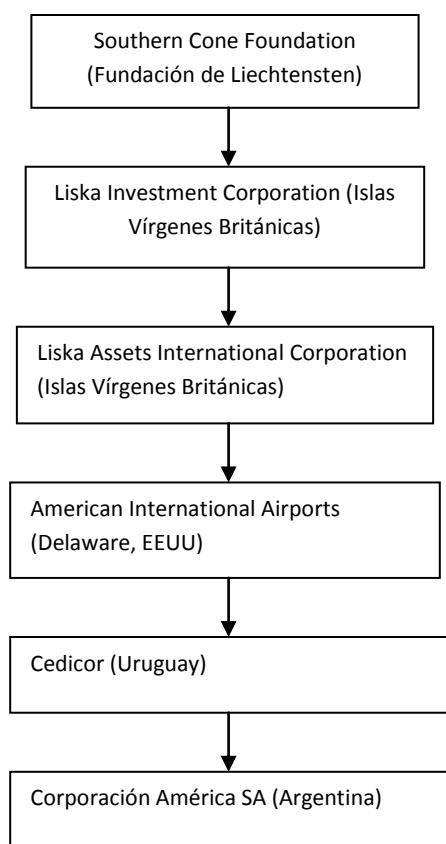 Southern Cone Foundation
(Fundación de Liechtensten)
Liska Investment Corporation (Islas
Vírgenes Británicas)
Liska Assets International Corporation
(Islas Vírgenes Británicas)
American International Airports
(Delaware, EEUU)
Cedicor (Uruguay)
Corporación América SA (Argentina)